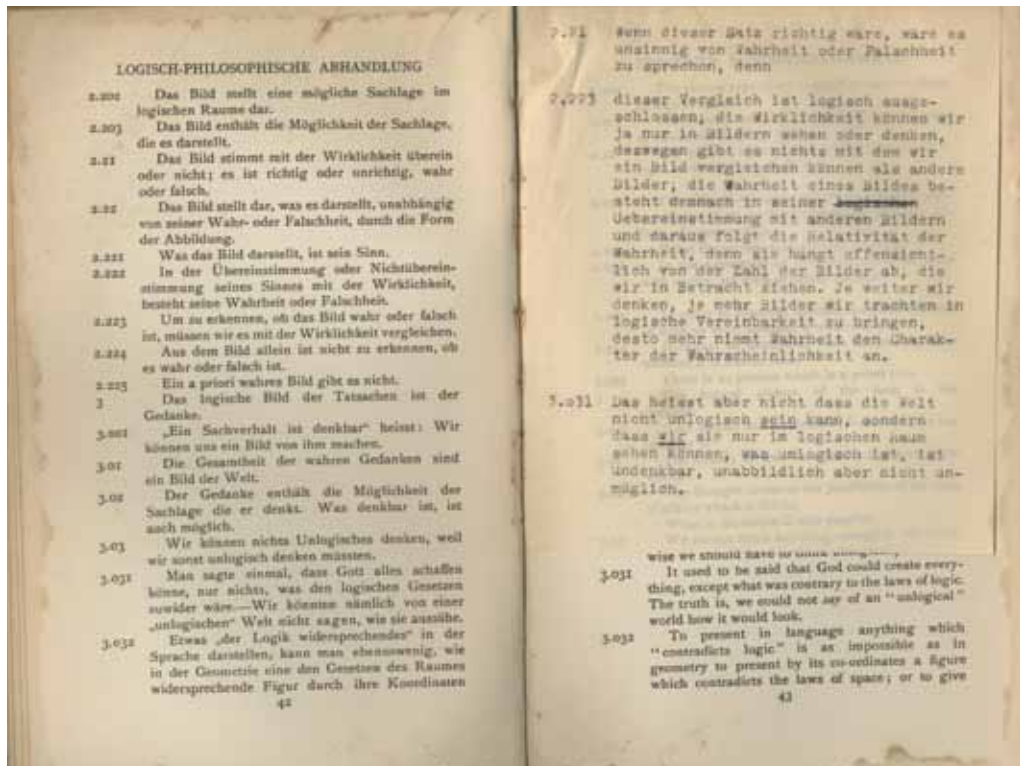 LOGISCH-PHILOSOPHISCHE ABHANDLUNG
2.202 Das Bild stellt eine mögliche Sachlage im
logischen Raume dar.
2.203 Das Bild enthält die Möglichkeit der Sachlage,
die es darstellt.
2.21 Das Bild stimmt mit der Wirklichkeit überein
oder nicht; es ist richtig oder unrichtig, wahr
oder falsch.
2.22 Das Bild stellt dar, was es darstellt, unabhängig
von seiner Wahr- oder Falschheit, durch die Form
der Abbildung.
2.221 Was das Bild darstellt, ist sein Sinn.
2.222 In der Übereinstimmung oder Nichtüberein-
stimmung seines Sinnes mit der Wirklichkeit,
besteht seine Wahrheit oder Falschheit.
2.223 Um zu erkennen, ob das Bild wahr oder falsch
ist, müssen wir es mit der Wirklichkeit vergleichen.
2.224 Aus dem Bild allein ist nicht zu erkennen, ob
es wahr oder falsch ist.
2.225 Ein a priori wahres Bild gibt es nicht.
3 Das logische Bild der Tatsachen ist der
Gedanke.
3.001 „Ein Sachverhalt ist denkbar“ heisst: Wir
können uns ein Bild von ihm machen.
3.01 Die Gesamtheit der wahren Gedanken sind
ein Bild der Welt.
3.02 Der Gedanke enthält die Möglichkeit der
Sachlage die er denkt. Was denkbar ist, ist
auch möglich.
3.03 Wir können nichts Unlogisches denken, weil
wir sonst unlogisch denken müssten.
3.031 Man sagte einmal, dass Gott alles schaffen
könne, nur nichts, was den logischen Gesetzen
zuwider wäre.—Wir könnten nämlich von einer
„unlogischen“ Welt nicht sagen, wie sie aussähe.
3.032 Etwas „der Logik widersprechendes“ in der
Sprache darstellen, kann man ebensowenig, wie
in der Geometrie eine den Gesetzen des Raumes
widersprechende Figur durch ihre Koordinaten
42
2.21 Wenn dieser Satz richtig wäre, wäre es
unsinnig von Wahrheit oder Falschheit
zu sprechen, denn
2,223 dieser Vergleich ist logisch ausge-
schlossen, die Wirklichkeit können wir
ja nur in Bildern sehen oder denken,
deswegen gibt es nichts mit dem wir
ein Bild vergleichen können als andere
Bilder; die Wahrheit eines Bildes be-
steht demnach in seiner logischen
Uebereinstimmung mit anderen Bildern
und daraus folgt die Relativität der
Wahrheit, denn sie hängt offensicht-
lich von der Zahl der Bilder ab, die
wir in Betracht ziehen. Je weiter wir
denken, je mehr Bilder wir trachten in
logische Vereinbarkeit zu bringen,
desto mehr nimmt Wahrheit den Charak-
ter der Wahrscheinlichkeit an.
3.031 Das heisst aber nicht dass die Welt
nicht unlogisch sein kann, sondern
dass wir sie nur im logischen Raum
sehen können, was unlogisch ist, ist
undenkbar, unabbildlich aber nicht un-
möglich.
wise we should have to think
3.031 It used to be said that God could create every-
thing, except what was contrary to the laws of logic.
The truth is, we could not say of an “unlogical”
world how it would look.
3.032 To present in language anything which
“contradicts logic” is as impossible as in
geometry to present by its co-ordinates a figure
which contradicts the laws of space; or to give
43